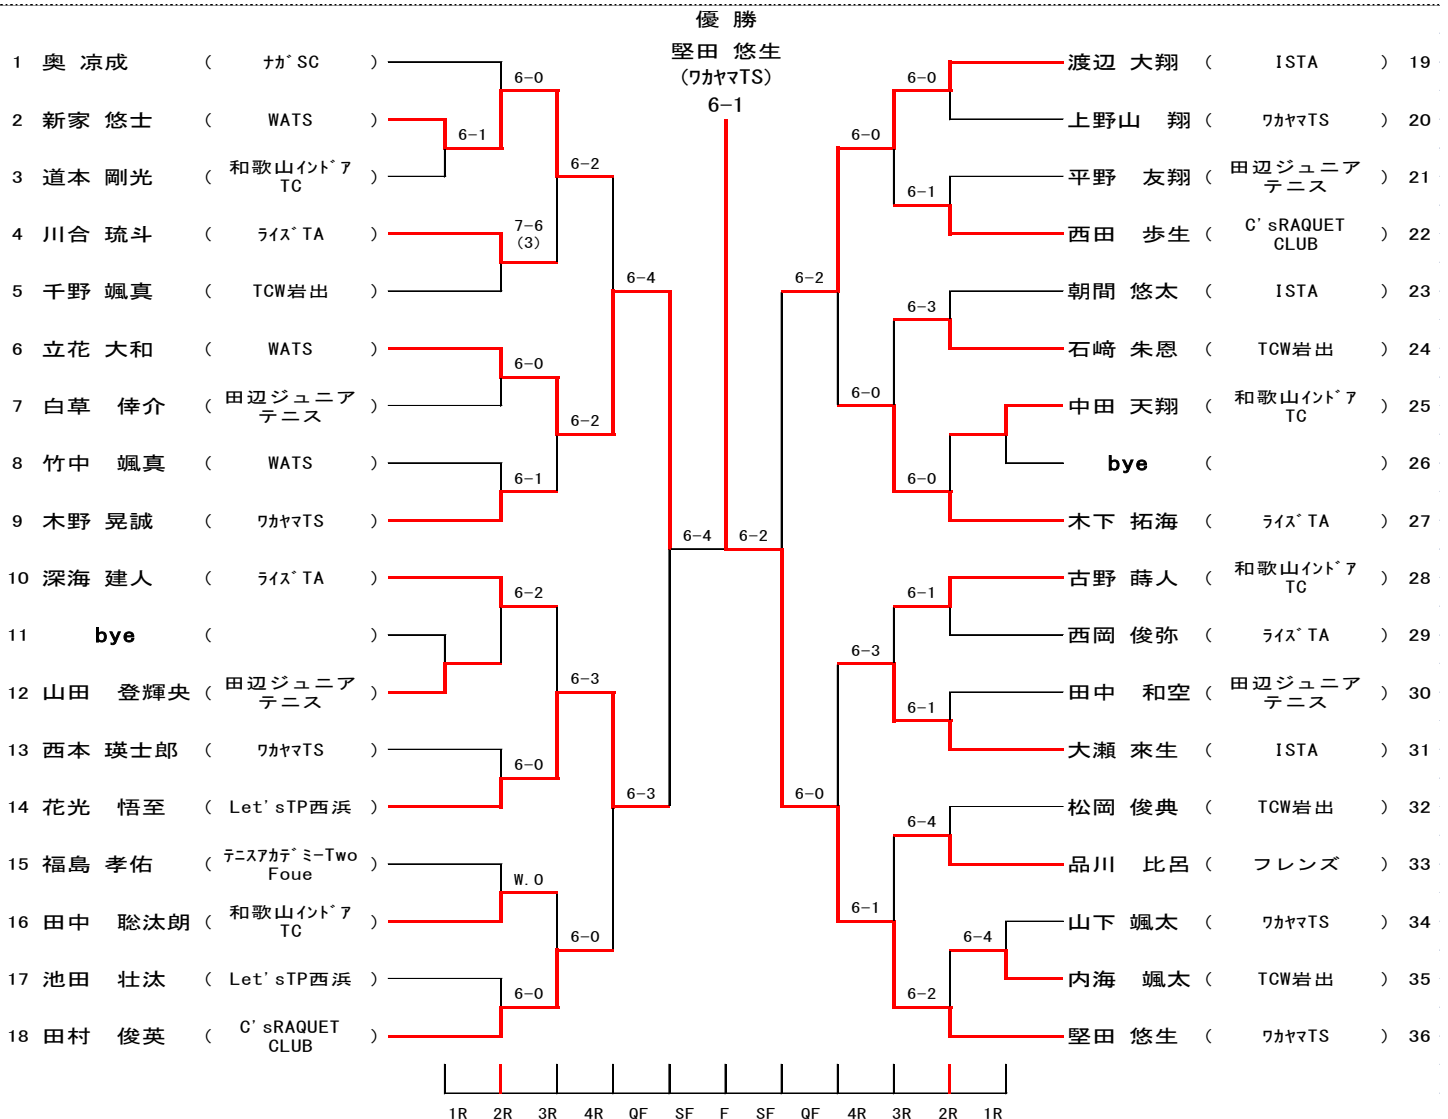 優 勝
堅田 悠生
(ワカヤマTS)
6-1
1 奥 凉成 ( ナガSC )
2 新家 悠士 ( WATS )
3 道本 剛光 ( 和歌山インドア TC )
4 川合 琉斗 ( ライズTA )
5 千野 颯真 ( TCW岩出 )
6 立花 大和 ( WATS )
7 白草 倖介 ( 田辺ジュニア テニス )
8 竹中 颯真 ( WATS )
9 木野 晃誠 ( ワカヤマTS )
10 深海 建人 ( ライズTA )
11 bye ( )
12 山田 登輝央 ( 田辺ジュニア テニス )
13 西本 瑛士郎 ( ワカヤマTS )
14 花光 悟至 ( Let'sTP西浜 )
15 福島 孝佑 ( テニスアカデミーTwo Foue )
16 田中 聡汰朗 ( 和歌山インドア TC )
17 池田 壮汰 ( Let'sTP西浜 )
18 田村 俊英 ( C'sRAQUET CLUB )
6-0
6-1
6-2
7-6
(3)
6-4
6-0
6-2
6-1
6-4
6-2
6-3
6-0
6-3
W.O
6-0
6-0
渡辺 大翔 ( ISTA ) 19
上野山 翔 ( ワカヤマTS ) 20
平野 友翔 ( 田辺ジュニア テニス ) 21
西田 歩生 ( C'sRAQUET CLUB ) 22
朝間 悠太 ( ISTA ) 23
石﨑 朱恩 ( TCW岩出 ) 24
中田 天翔 ( 和歌山インドア TC ) 25
bye ( ) 26
木下 拓海 ( ライズTA ) 27
古野 蒔人 ( 和歌山インドア TC ) 28
西岡 俊弥 ( ライズTA ) 29
田中 和空 ( 田辺ジュニア テニス ) 30
大瀬 來生 ( ISTA ) 31
松岡 俊典 ( TCW岩出 ) 32
品川 比呂 ( フレンズ ) 33
山下 颯太 ( ワカヤマTS ) 34
内海 颯太 ( TCW岩出 ) 35
堅田 悠生 ( ワカヤマTS ) 36
6-0
6-0
6-1
6-2
6-3
6-0
6-0
6-2
6-1
6-3
6-1
6-0
6-4
6-1
6-4
6-2
1R 2R 3R 4R QF SF F SF QF 4R 3R 2R 1R